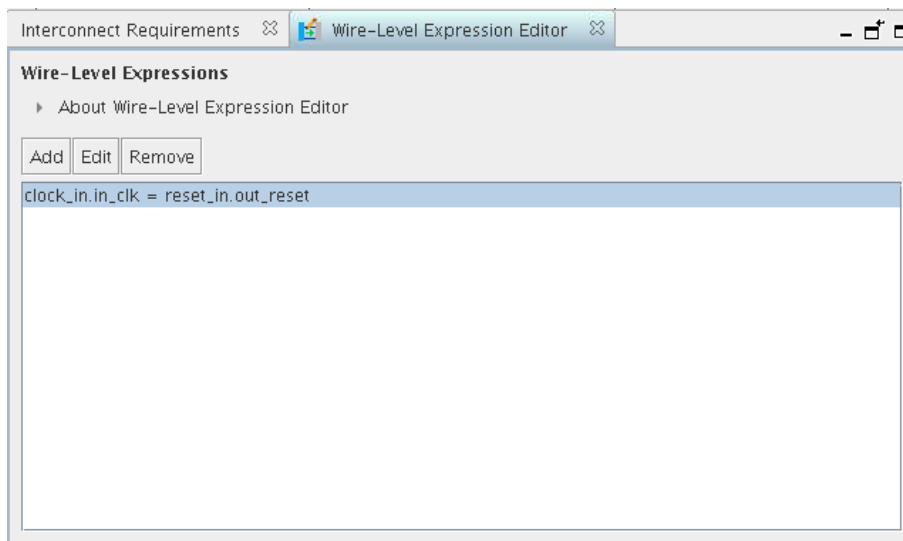 Interconnect Requirements Wire-Level Expression Editor
Wire-Level Expressions
About Wire-Level Expression Editor
Add Edit Remove
clock_in.in_clk = reset_in.out_reset